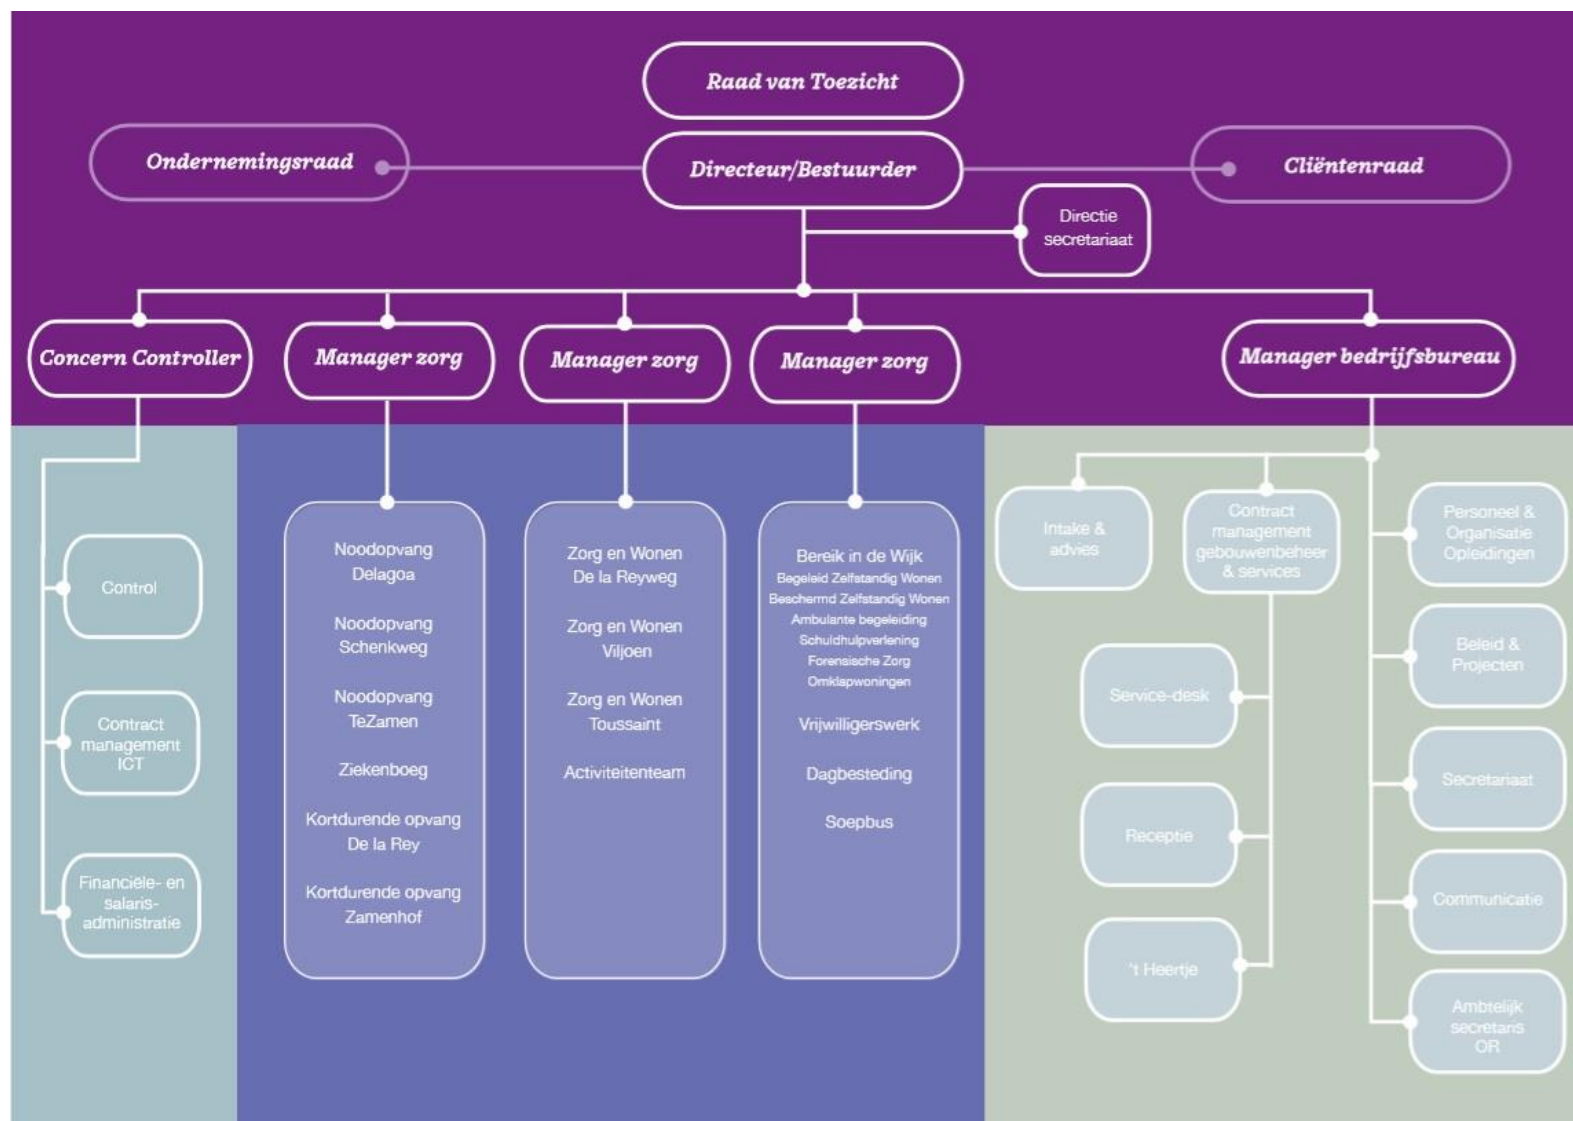 Raad van Toezicht
Ondernemingsraad
Directeur/Bestuurder
Cliëntenraad
Directie
secretariaat
Concern Controller
Manager zorg
Manager zorg
Manager zorg
Manager bedrijfsbureau
Control
Contract
management
ICT
Financiële- en
salaris-
administratie
Noodopvang
Delagoa
Noodopvang
Schenkweg
Noodopvang
TeZamen
Ziekenboeg
Kortdurende opvang
De la Rey
Kortdurende opvang
Zamenhof
Zorg en Wonen
De la Reyweg
Zorg en Wonen
Viljoen
Zorg en Wonen
Toussaint
Activiteitenteam
Bereik in de Wijk
Begeleid Zelfstandig Wonen
Beschermd Zelfstandig Wonen
Ambulante begeleiding
Schuldhulpverlening
Forensische Zorg
Omklapwoningen
Vrijwilligerswerk
Dagbesteding
Soepbus
Intake &
advies
Contract
management
gebouwenbeheer
& services
Service-desk
Receptie
't Heertje
Personeel &
Organisatie
Opleidingen
Beleid &
Projecten
Secretariaat
Communicatie
Ambtelijk
secretaris
OR